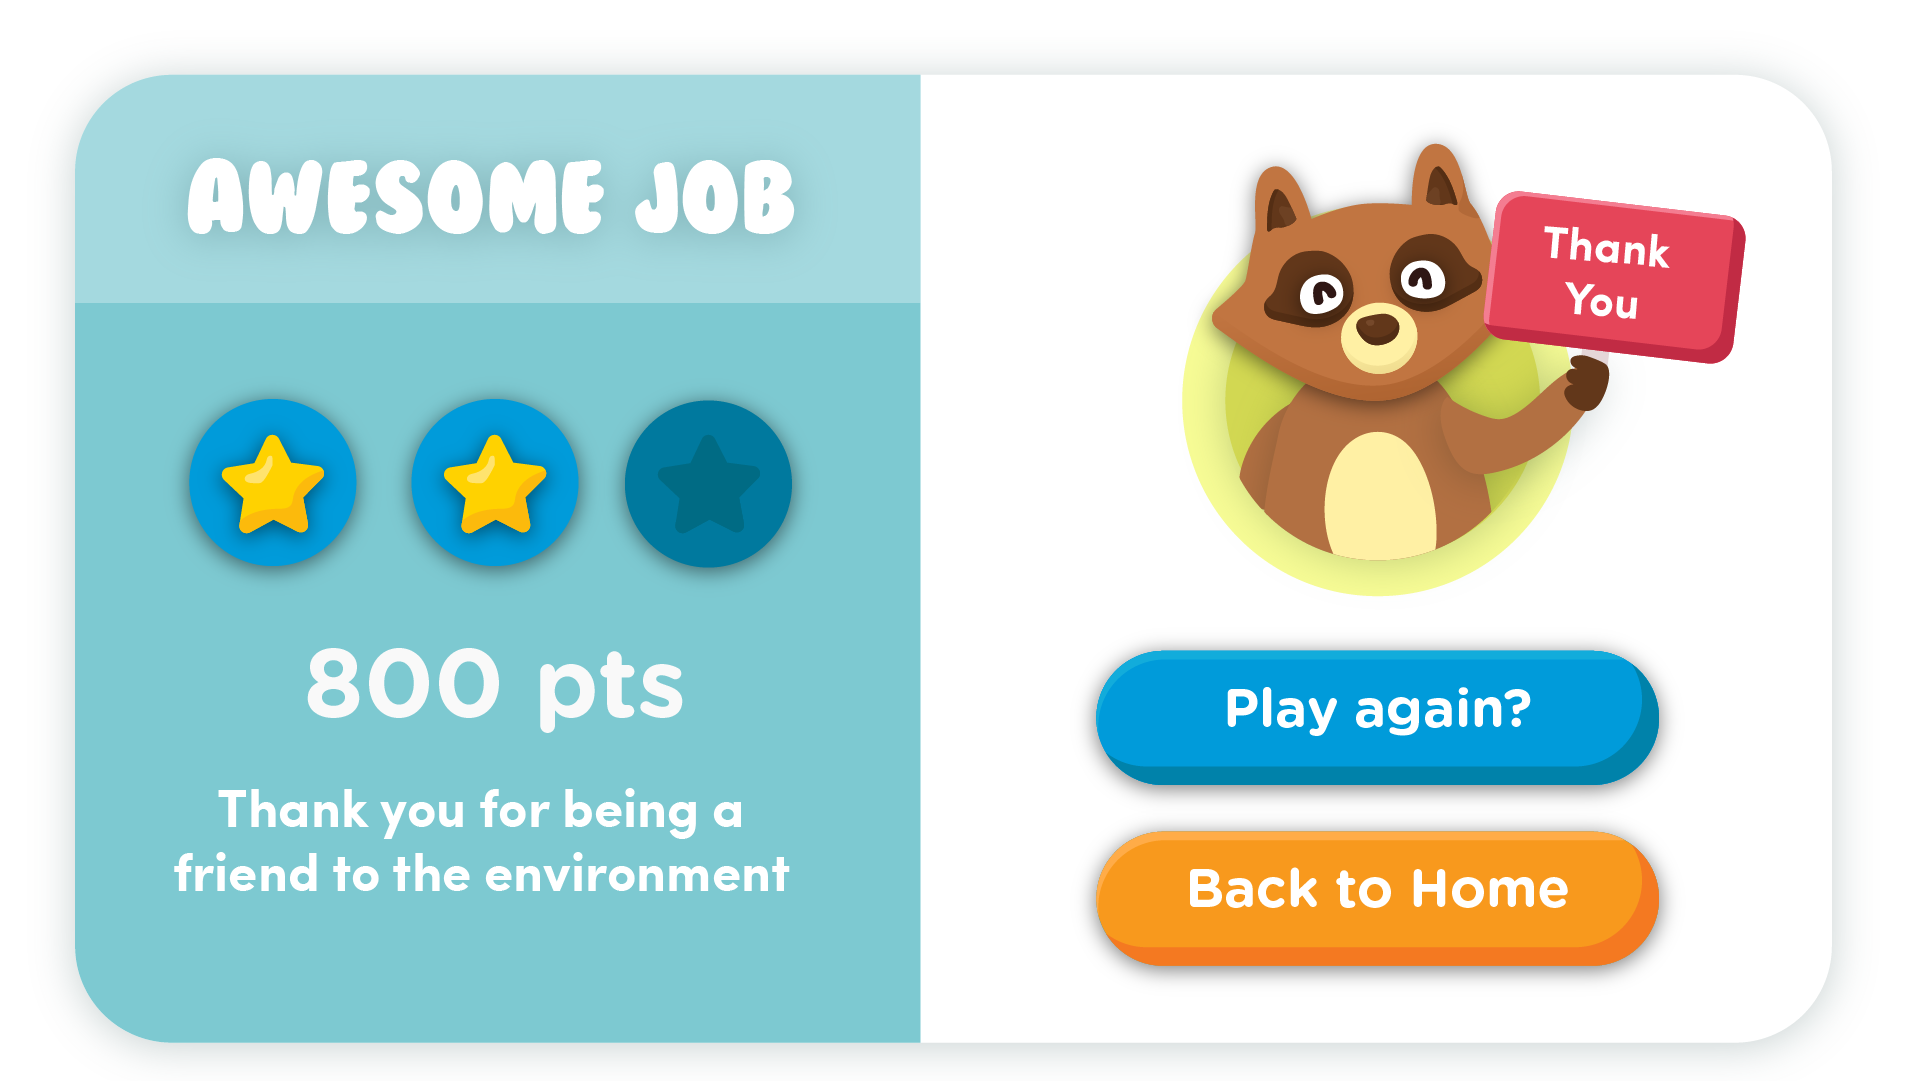 AWESOME JOB
800 pts
Thank you for being a
friend to the environment
Thank
You
Play again?
Back to Home